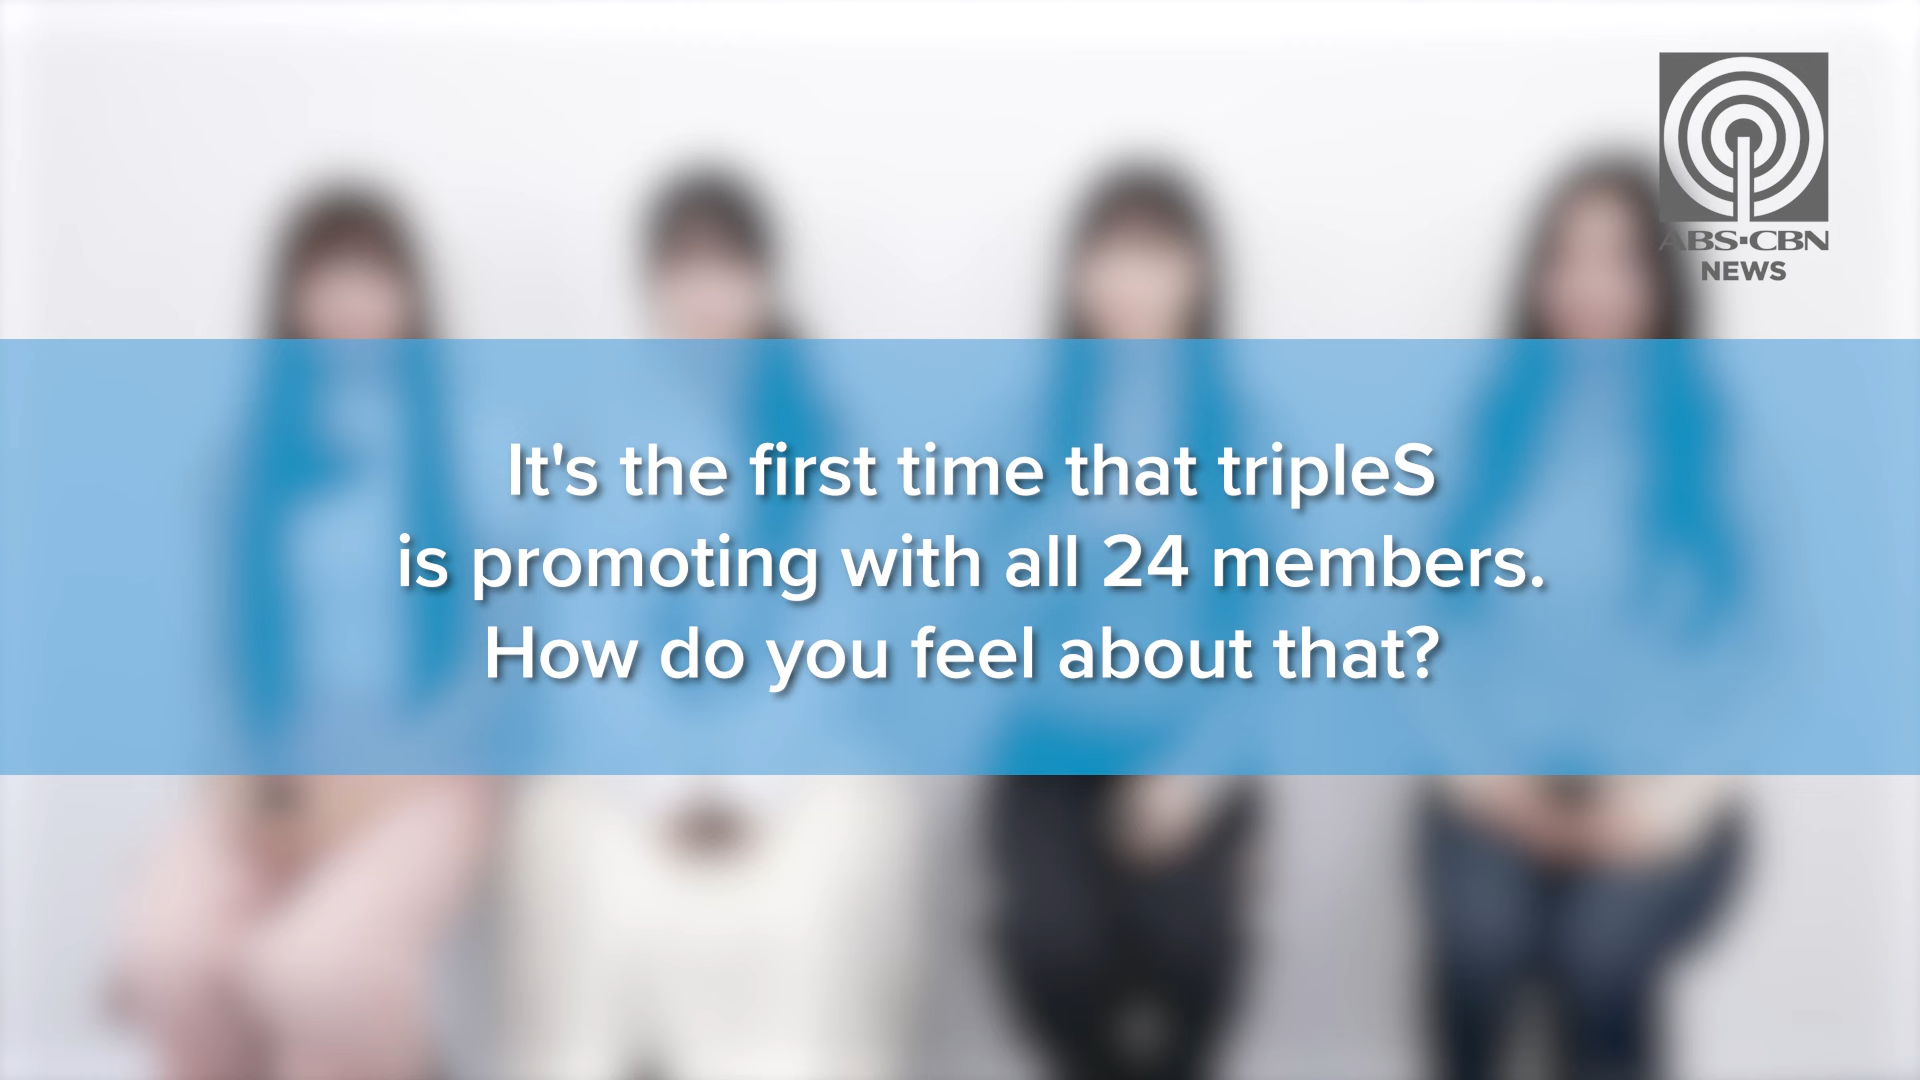 ABS-CBN
NEWS
It's the first time that tripleS
is promoting with all 24 members.
How do you feel about that?